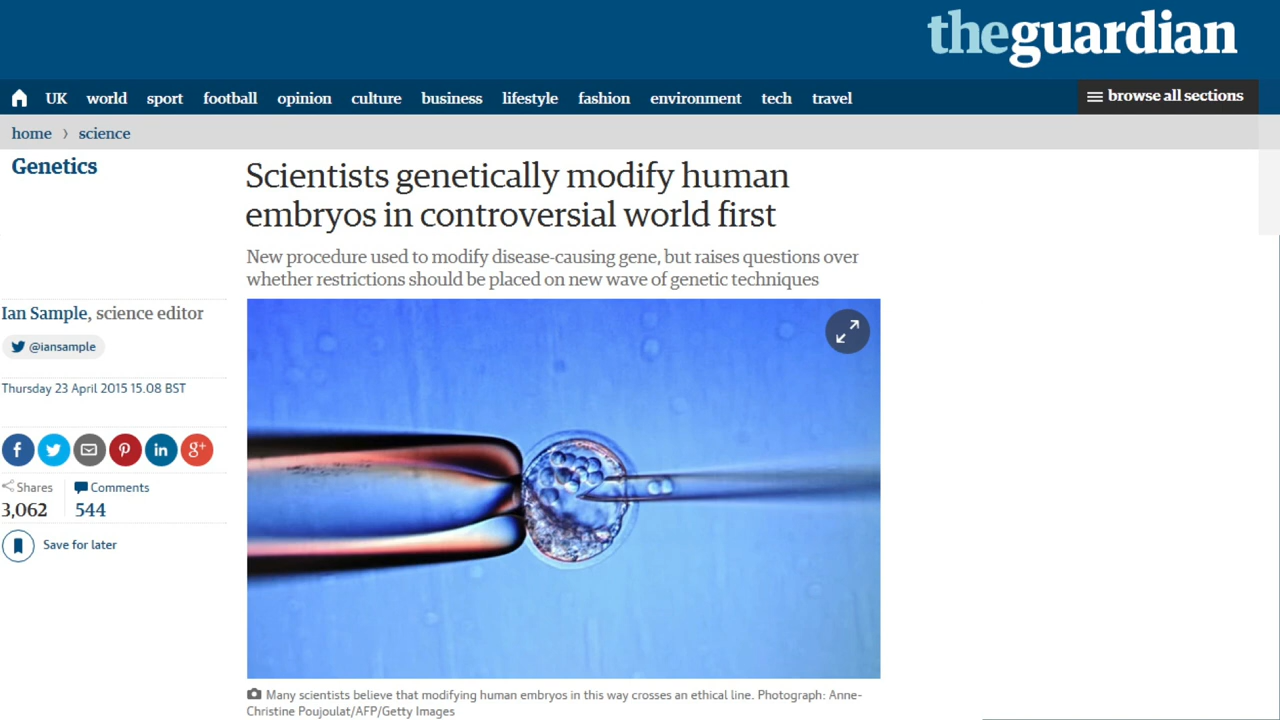 theguardian
UK world sport football opinion culture business lifestyle fashion environment tech travel browse all sections
home › science
Genetics
Scientists genetically modify human
embryos in controversial world first
New procedure used to modify disease-causing gene, but raises questions over
whether restrictions should be placed on new wave of genetic techniques
Ian Sample, science editor
@iansample
Thursday 23 April 2015 15.08 BST
f in g+
Shares Comments
3,062 544
Save for later
Many scientists believe that modifying human embryos in this way crosses an ethical line. Photograph: Anne-
Christine Poujoulat/AFP/Getty Images